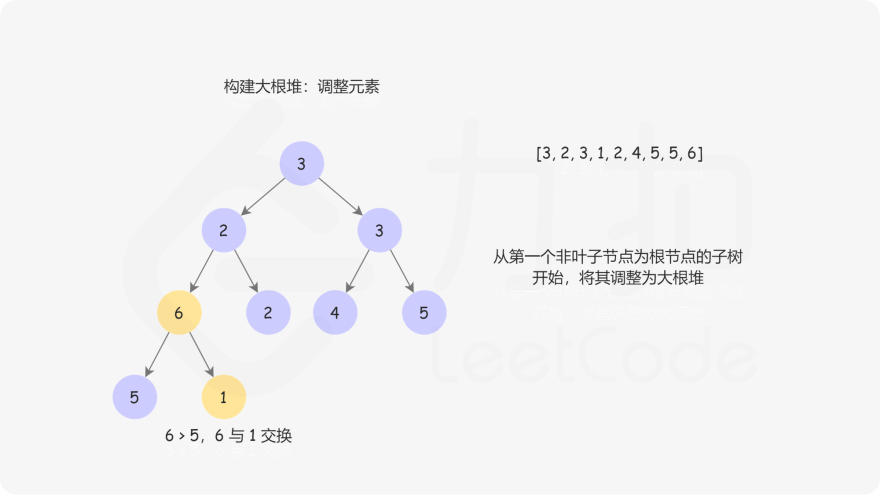 构建大根堆：调整元素
[3, 2, 3, 1, 2, 4, 5, 5, 6]
3
2
3
从第一个非叶子节点为根节点的子树
开始，将其调整为大根堆
6
2
4
5
力扣
LeetCode
5
1
6 > 5，6 与 1 交换